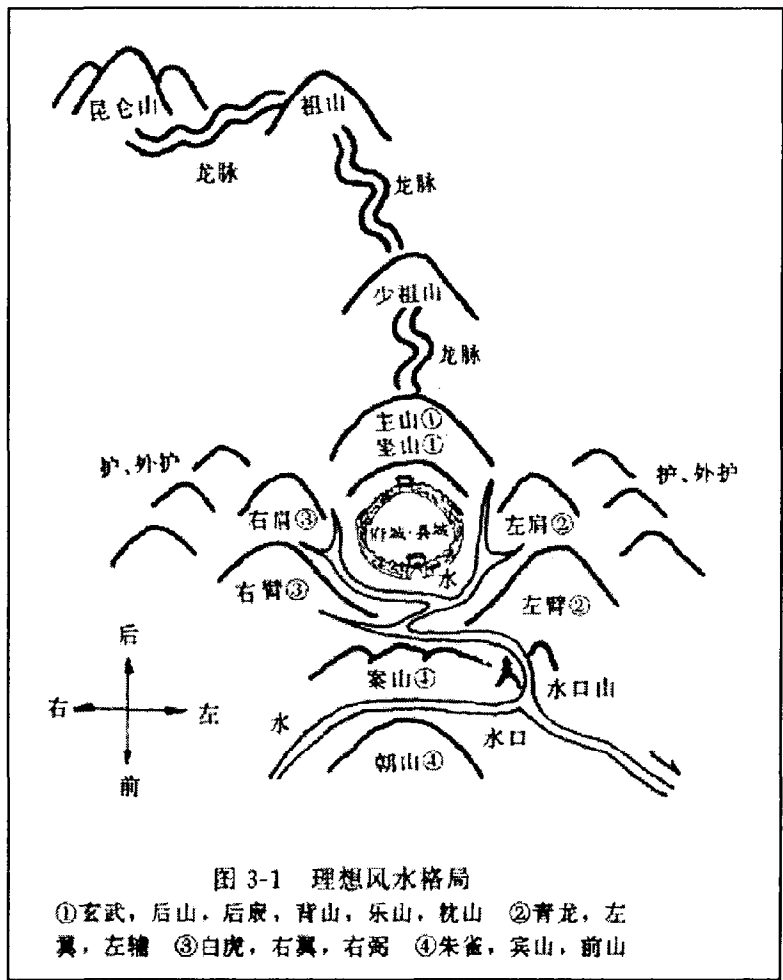 昆仑山
祖山
龙脉
龙脉
少祖山
龙脉
主山①
坐山①
护、外护
护、外护
右肩③
府城·县城
左肩②
水
右臂③
左臂②
后
右 左
前
案山④
水口山
水
水口
朝山④
图 3-1 理想风水格局
①玄武，后山，后扆，背山，乐山，枕山 ②青龙，左
翼，左辅 ③白虎，右翼，右弼 ④朱雀，宾山，前山